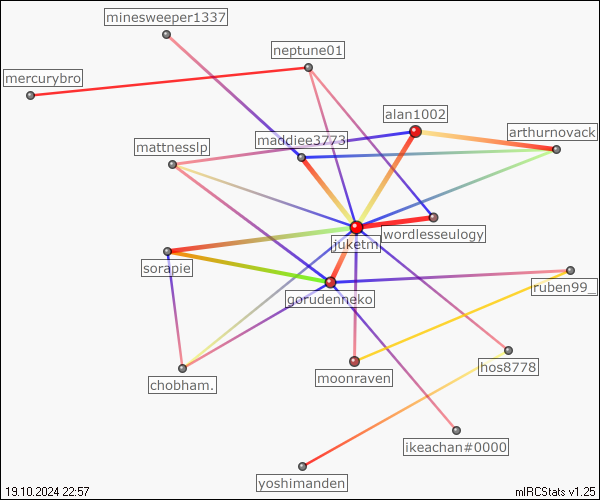 minesweeper1337
neptune01
mercurybro
alan1002
arthurnovack
maddiee3773
mattnesslp
wordlesseulogy
juketm
sorapie
ruben99_
gorudenneko
hos8778
moonraven
chobham.
ikeachan#0000
yoshimanden
19.10.2024 22:57
mIRCStats v1.25